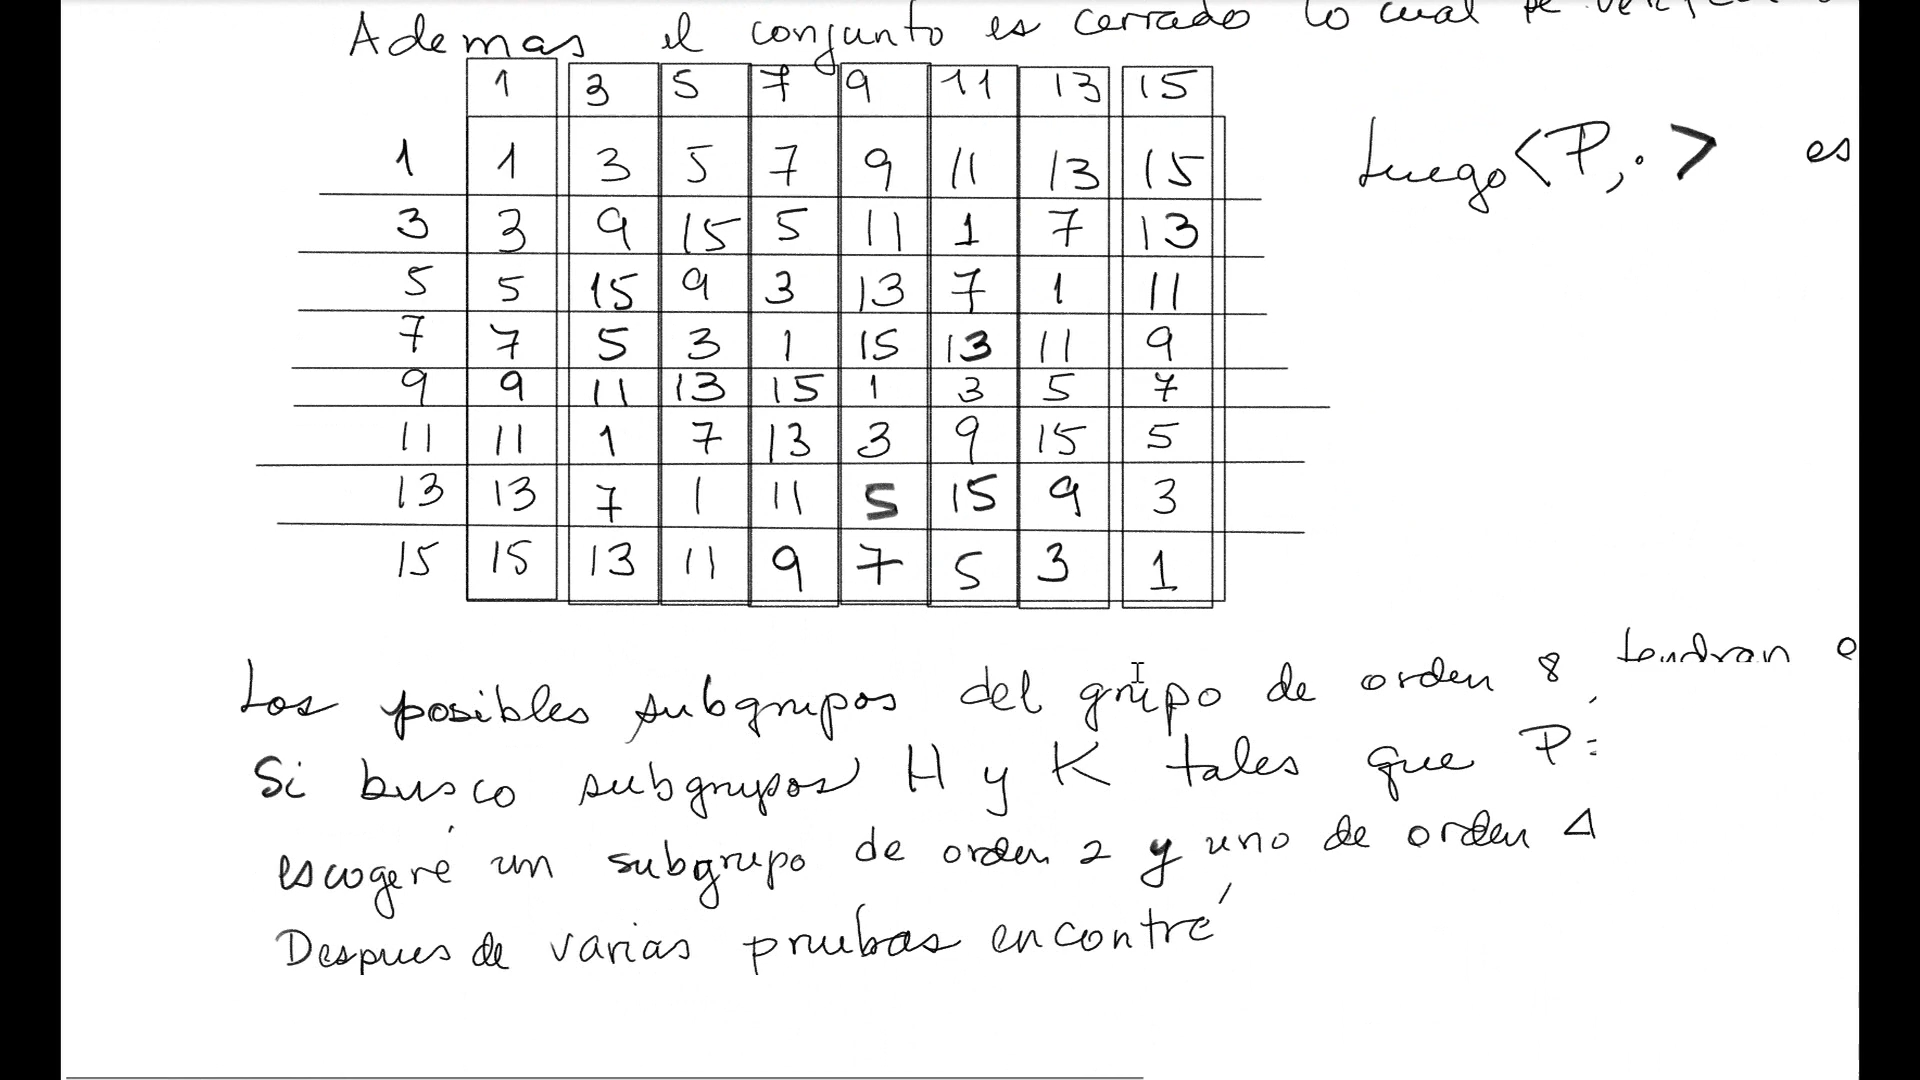 Ademas el conjunto es cerrado lo cual se
1 3 5 7 9 11 13 15
1 1 3 5 7 9 11 13 15
Luego <P, ·> es
3 3 9 15 5 11 1 7 13
5 5 15 9 3 13 7 1 11
7 7 5 3 1 15 13 11 9
9 9 11 13 15 1 3 5 7
11 11 1 7 13 3 9 15 5
13 13 7 1 11 5 15 9 3
15 15 13 11 9 7 5 3 1
Los posibles subgrupos del grupo de orden 8, tendran
Si busco subgrupos H y K tales que P=
escogeré un subgrupo de orden 2 y uno de orden 4
Despues de varias pruebas encontré